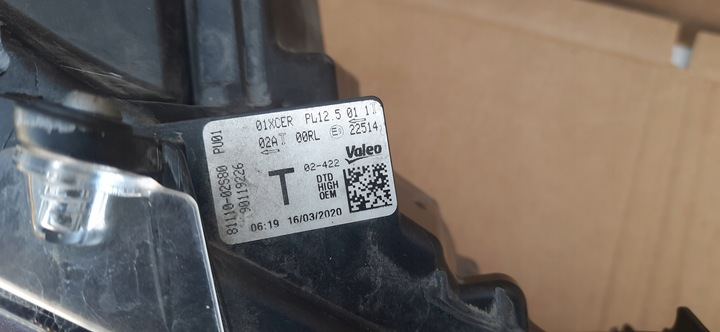 01XCER PL12.5 01 1
02AT 00RL E 22514
PU01
81110-02S80
90119226
T
02-422
Valeo
DTD
HIGH
OEM
06:19 16/03/2020